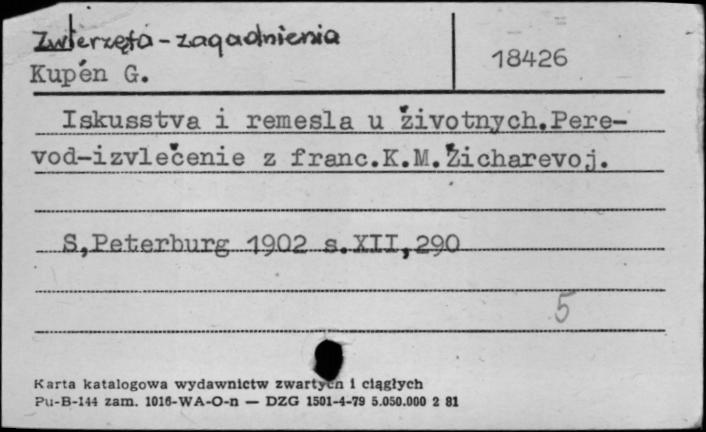 Zwierzęta - zagadnienia
Kupén G.
18426
Iskusstva i remesla u životnych.Pere-
vod-izvlečenie z franc.K.M.Žicharevoj.
S,Peterburg 1902 s.XII,290
5
Karta katalogowa wydawnictw zwartych i ciągłych
Pu-B-144 zam. 1016-WA-O-n — DZG 1501-4-79 5.050.000 2 81